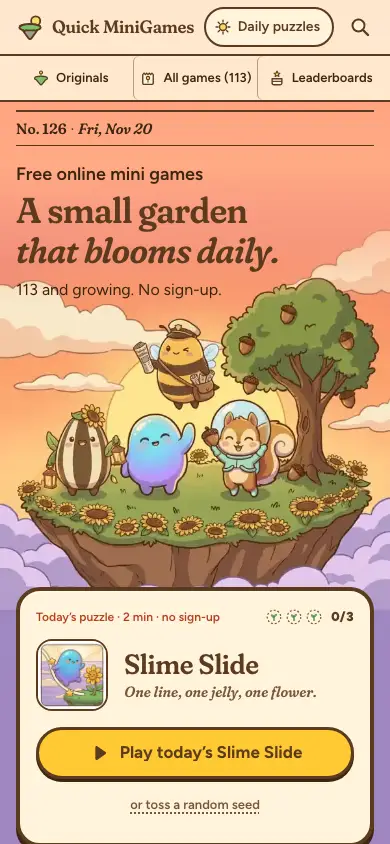 Quick MiniGames
Daily puzzles
Originals
All games (113)
Leaderboards
No. 126 · Fri, Nov 20
Free online mini games
A small garden
that blooms daily.
113 and growing. No sign-up.
Today's puzzle · 2 min · no sign-up
0/3
Slime Slide
One line, one jelly, one flower.
Play today's Slime Slide
or toss a random seed